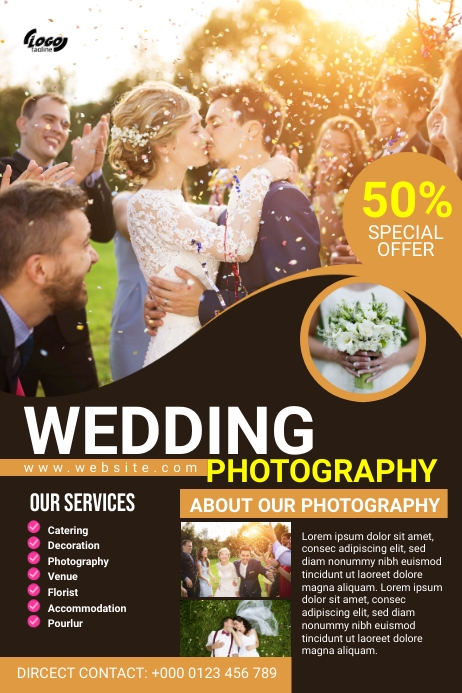 LOGO
Tagline
50%
SPECIAL
OFFER
WEDDING
www.website.com
PHOTOGRAPHY
OUR SERVICES
Catering
Decoration
Photography
Venue
Florist
Accommodation
Pourlur
ABOUT OUR PHOTOGRAPHY
Lorem ipsum dolor sit amet,
consec adipiscing elit, sed
diam nonummy nibh euismod
tincidunt ut laoreet dolore
magna aliquam. Lorem ipsum
dolor sit amet, consec
adipiscing elit, sed diam
nonummy nibh euismod
tincidunt ut laoreet dolore
magna aliquam.
DIRCECT CONTACT: +000 0123 456 789